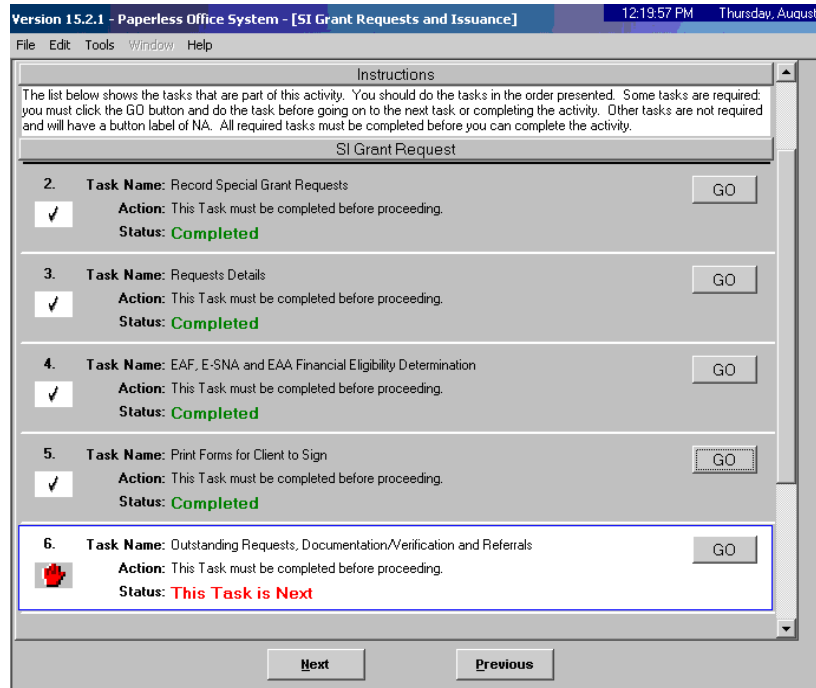 Version 15.2.1 - Paperless Office System - [SI Grant Requests and Issuance] 12:19:57 PM Thursday, August
File Edit Tools Window Help
Instructions
The list below shows the tasks that are part of this activity. You should do the tasks in the order presented. Some tasks are required:
you must click the GO button and do the task before going on to the next task or completing the activity. Other tasks are not required
and will have a button label of NA. All required tasks must be completed before you can complete the activity.
SI Grant Request
2. Task Name: Record Special Grant Requests GO
Action: This Task must be completed before proceeding.
Status: Completed
3. Task Name: Requests Details GO
Action: This Task must be completed before proceeding.
Status: Completed
4. Task Name: EAF, E-SNA and EAA Financial Eligibility Determination GO
Action: This Task must be completed before proceeding.
Status: Completed
5. Task Name: Print Forms for Client to Sign GO
Action: This Task must be completed before proceeding.
Status: Completed
6. Task Name: Outstanding Requests, Documentation/Verification and Referrals GO
Action: This Task must be completed before proceeding.
Status: This Task is Next
Next Previous